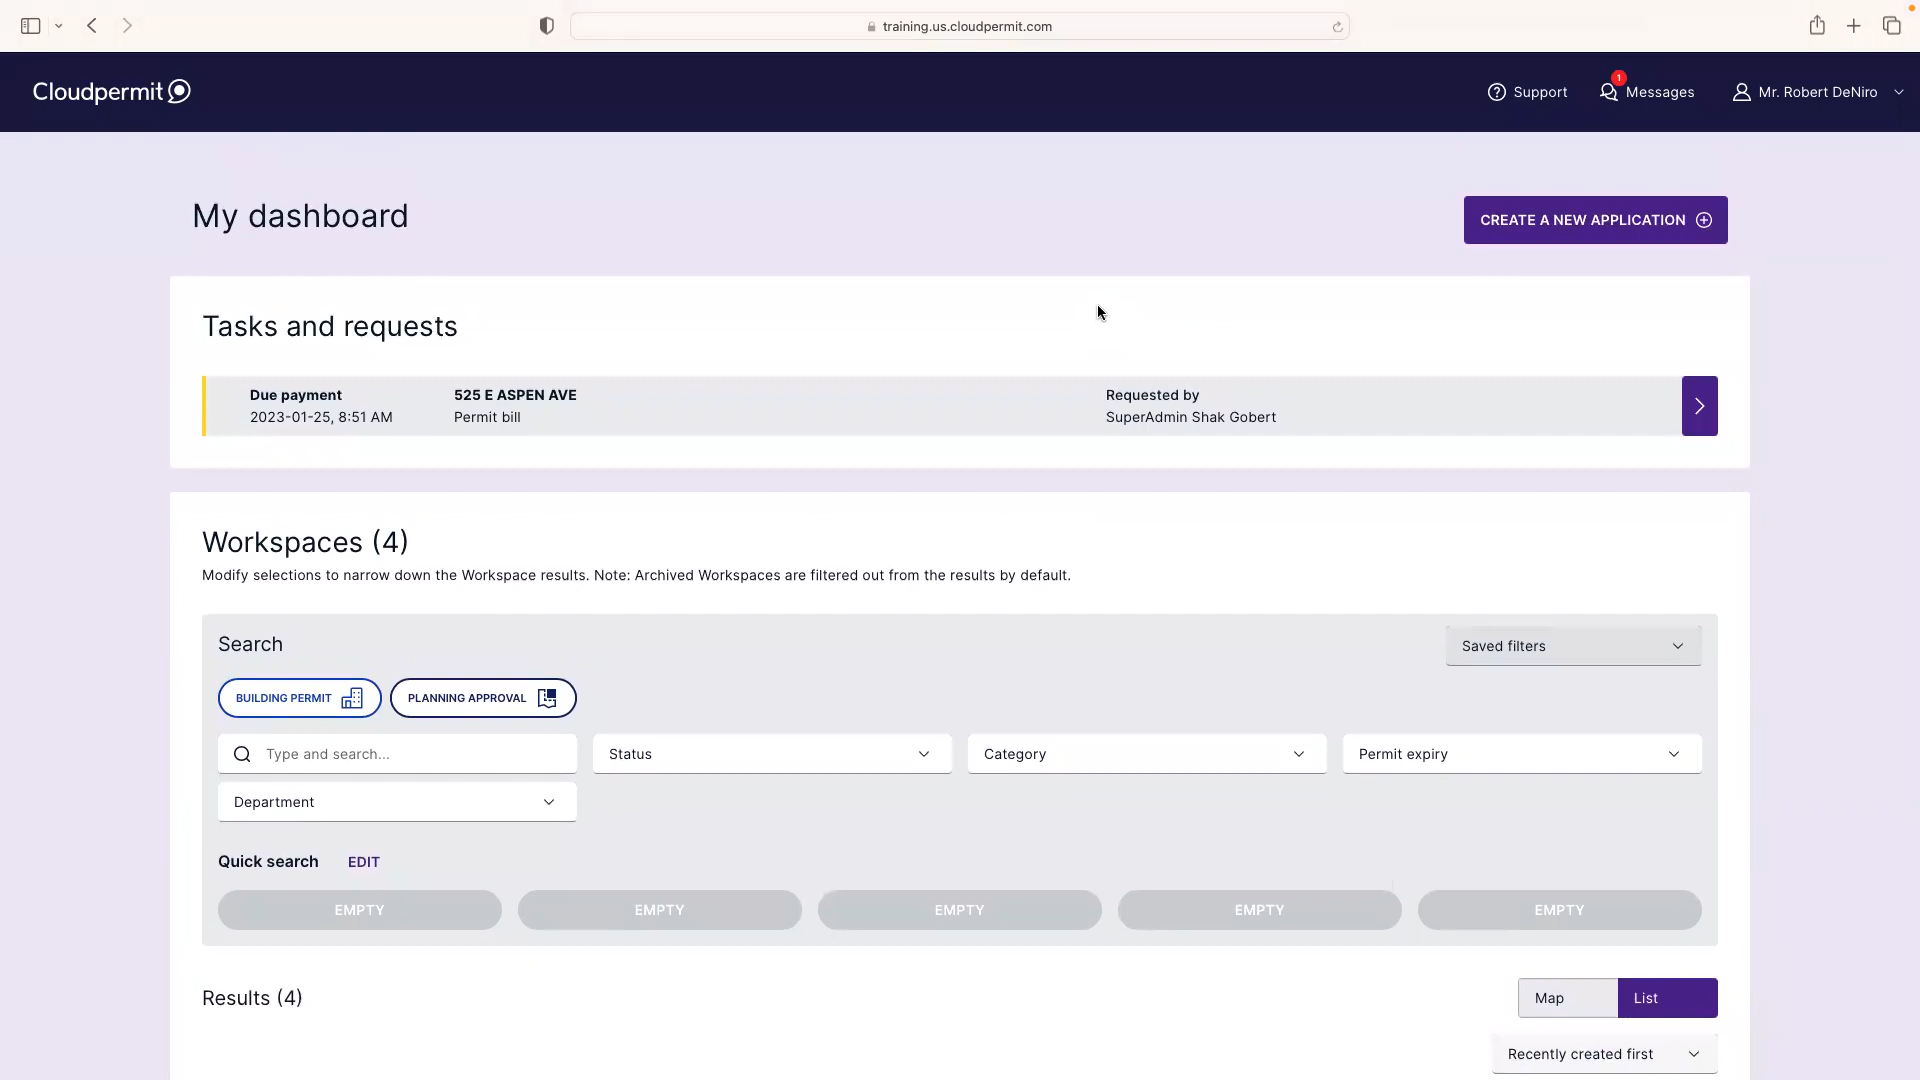 training.us.cloudpermit.com
Cloudpermit
Support
1
Messages
Mr. Robert DeNiro
My dashboard
CREATE A NEW APPLICATION
Tasks and requests
Due payment
2023-01-25, 8:51 AM
525 E ASPEN AVE
Permit bill
Requested by
SuperAdmin Shak Gobert
Workspaces (4)
Modify selections to narrow down the Workspace results. Note: Archived Workspaces are filtered out from the results by default.
Search
Saved filters
BUILDING PERMIT
PLANNING APPROVAL
Type and search...
Status
Category
Permit expiry
Department
Quick search
EDIT
EMPTY
EMPTY
EMPTY
EMPTY
EMPTY
Results (4)
Map
List
Recently created first